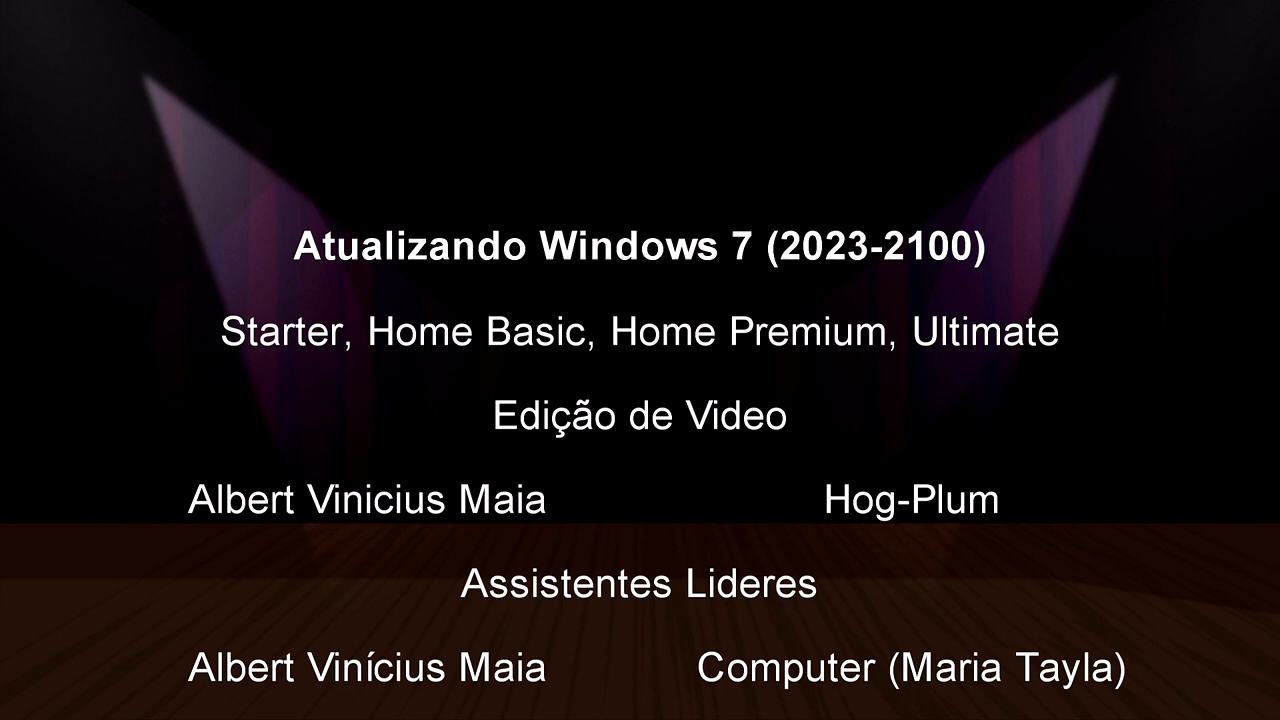 Atualizando Windows 7 (2023-2100)
Starter, Home Basic, Home Premium, Ultimate
Edição de Video
Albert Vinicius Maia Hog-Plum
Assistentes Lideres
Albert Vinícius Maia Computer (Maria Tayla)